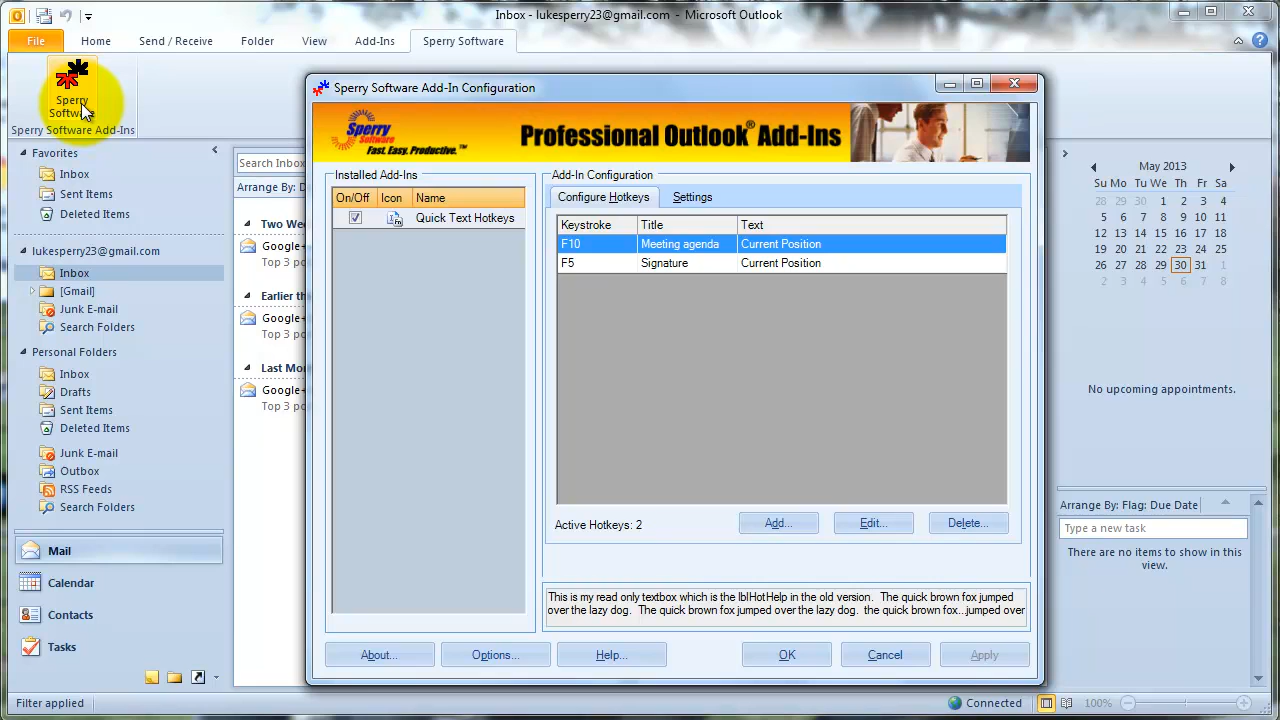 Inbox - lukesperry23@gmail.com - Microsoft Outlook
File Home Send / Receive Folder View Add-Ins Sperry Software
Sperry
Software
Sperry Software Add-Ins
Favorites
Inbox
Sent Items
Deleted Items
lukesperry23@gmail.com
Inbox
[Gmail]
Junk E-mail
Search Folders
Personal Folders
Inbox
Drafts
Sent Items
Deleted Items
Junk E-mail
Outbox
RSS Feeds
Search Folders
Mail
Calendar
Contacts
Tasks
Search Inbox
Arrange By: D
Two Wee
Google+
Top 3 po
Earlier th
Google+
Top 3 po
Last Mon
Google+
Top 3 po
Sperry Software Add-In Configuration
Sperry
Software
Fast. Easy. Productive.™
Professional Outlook® Add-Ins
Installed Add-Ins
On/Off Icon Name
Quick Text Hotkeys
Add-In Configuration
Configure Hotkeys Settings
Keystroke Title Text
F10 Meeting agenda Current Position
F5 Signature Current Position
Active Hotkeys: 2 Add... Edit... Delete...
This is my read only textbox which is the lblHotHelp in the old version. The quick brown fox jumped
over the lazy dog. The quick brown fox jumped over the lazy dog. the quick brown fox...jumped over
About... Options... Help... OK Cancel Apply
May 2013
Su Mo Tu We Th Fr Sa
28 29 30 1 2 3 4
5 6 7 8 9 10 11
12 13 14 15 16 17 18
19 20 21 22 23 24 25
26 27 28 29 30 31 1
2 3 4 5 6 7 8
No upcoming appointments.
Arrange By: Flag: Due Date
Type a new task
There are no items to show in this
view.
Filter applied Connected 100%